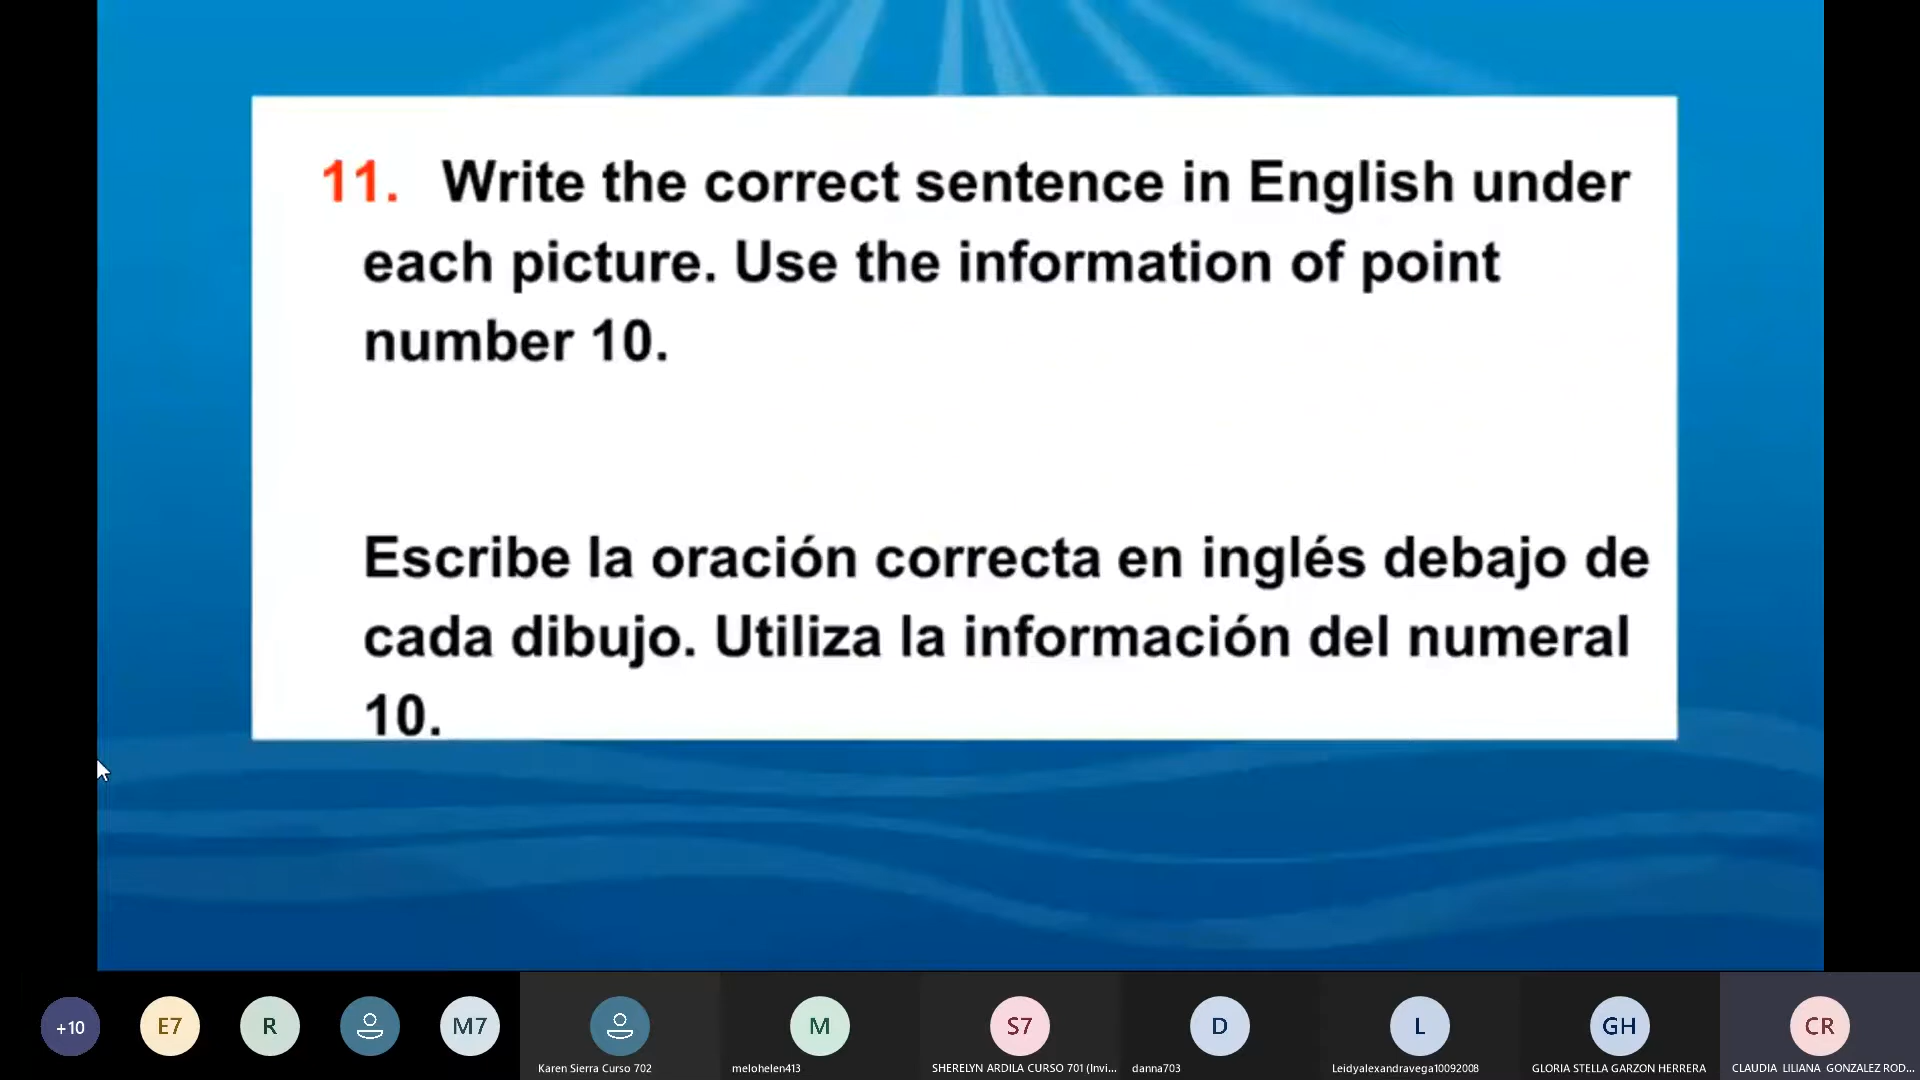 11. Write the correct sentence in English under
each picture. Use the information of point
number 10.
Escribe la oración correcta en inglés debajo de
cada dibujo. Utiliza la información del numeral
10.
+10
E7
R
M7
M
S7
D
L
GH
CR
Karen Sierra Curso 702
melohelen413
SHERELYN ARDILA CURSO 701 (Invi...
danna703
Leidyalexandravega10092008
GLORIA STELLA GARZON HERRERA
CLAUDIA LILIANA GONZALEZ ROD...